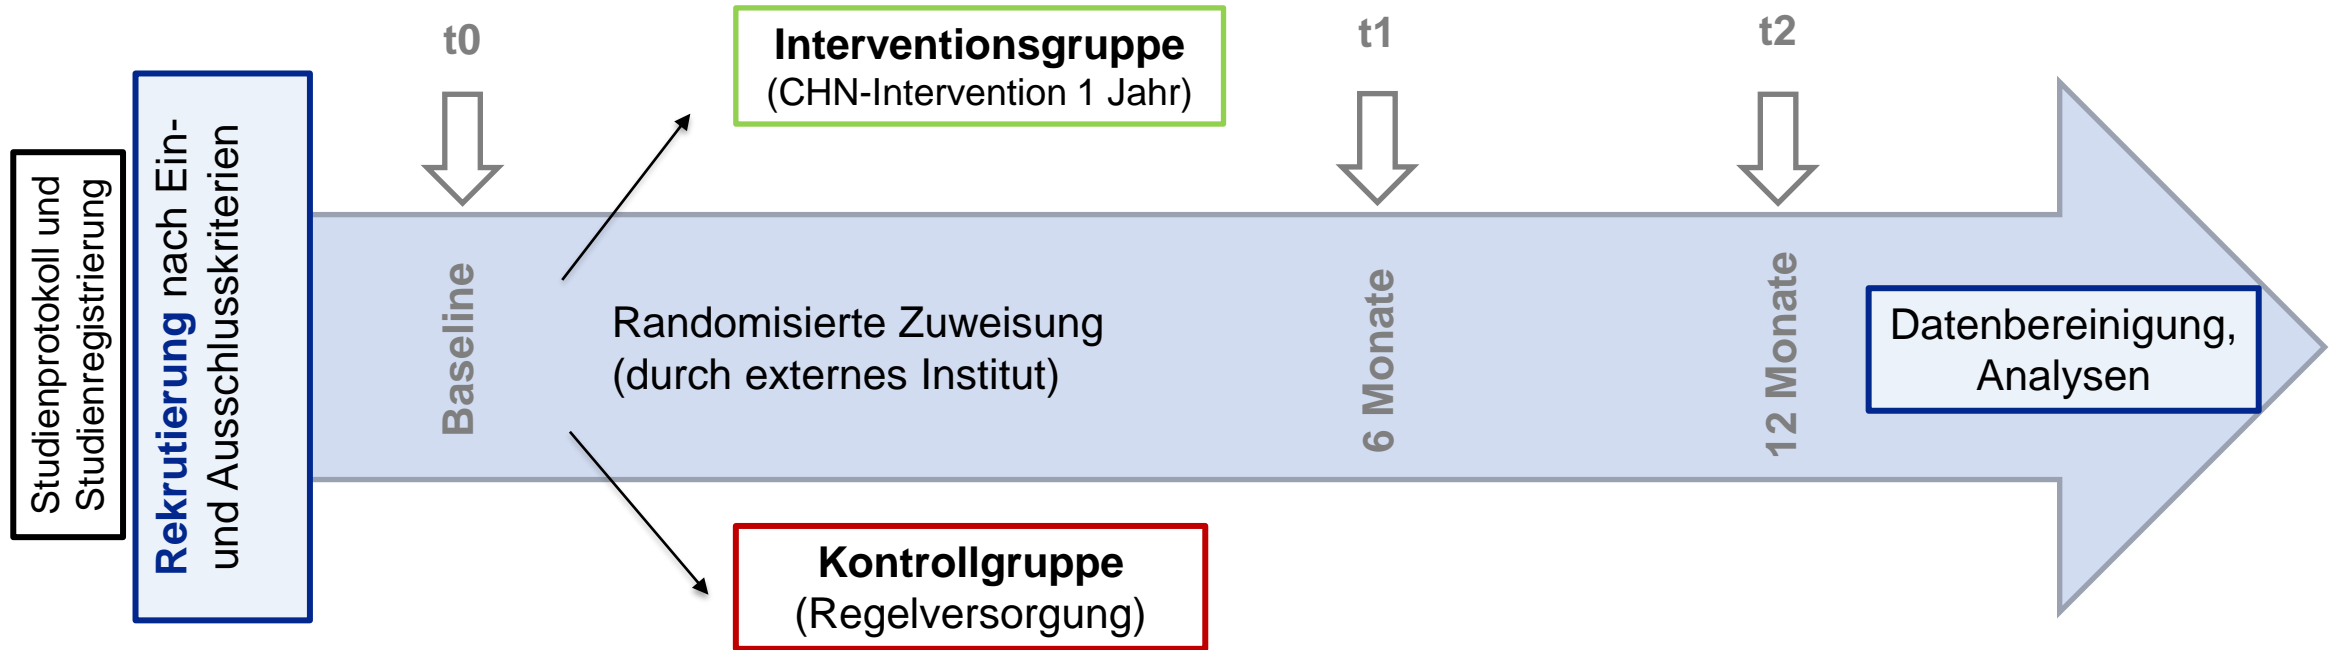 Studienprotokoll und
Studienregistrierung
Rekrutierung nach Ein-
und Ausschlusskriterien
t0
Baseline
Interventionsgruppe
(CHN-Intervention 1 Jahr)
Randomisierte Zuweisung
(durch externes Institut)
Kontrollgruppe
(Regelversorgung)
t1
6 Monate
t2
12 Monate
Datenbereinigung,
Analysen